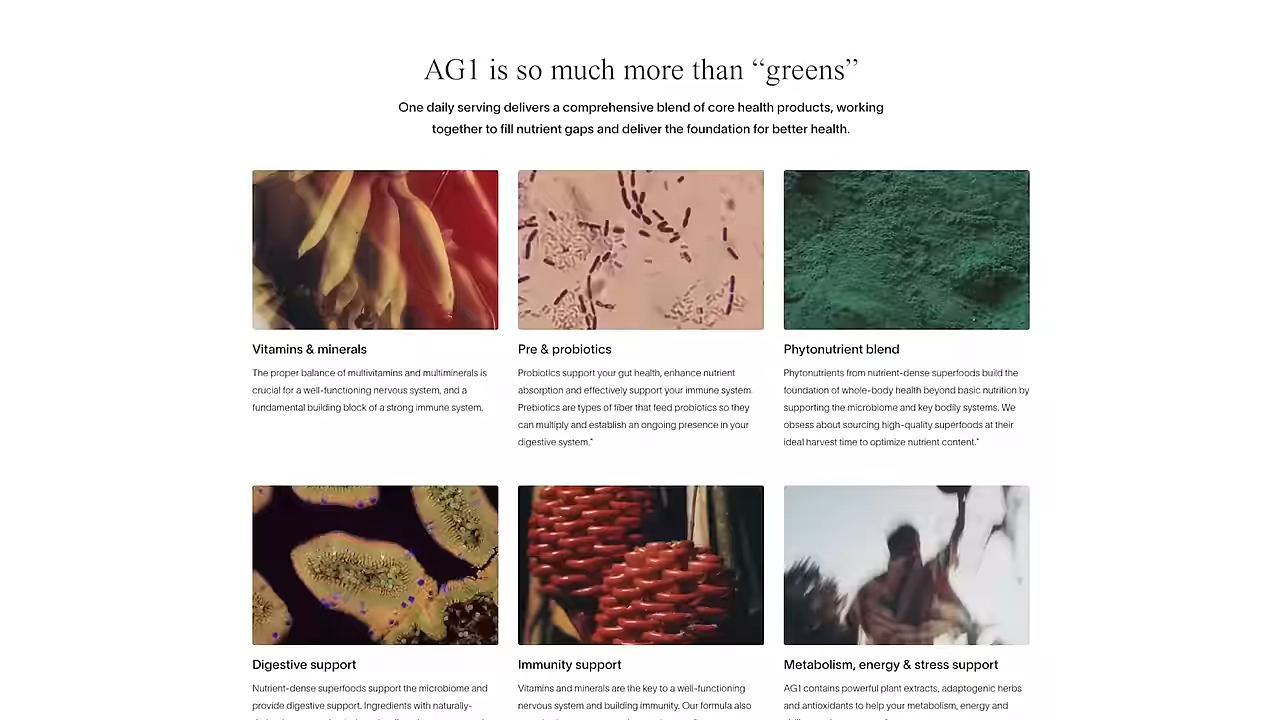 AG1 is so much more than “greens”
One daily serving delivers a comprehensive blend of core health products, working
together to fill nutrient gaps and deliver the foundation for better health.
Vitamins & minerals
The proper balance of multivitamins and multiminerals is
crucial for a well-functioning nervous system, and a
fundamental building block of a strong immune system.
Pre & probiotics
Probiotics support your gut health, enhance nutrient
absorption and effectively support your immune system.
Prebiotics are types of fiber that feed probiotics so they
can multiply and establish an ongoing presence in your
digestive system.*
Phytonutrient blend
Phytonutrients from nutrient-dense superfoods build the
foundation of whole-body health beyond basic nutrition by
supporting the microbiome and key bodily systems. We
obsess about sourcing high-quality superfoods at their
ideal harvest time to optimize nutrient content.*
Digestive support
Nutrient-dense superfoods support the microbiome and
provide digestive support. Ingredients with naturally-
Immunity support
Vitamins and minerals are the key to a well-functioning
nervous system and building immunity. Our formula also
Metabolism, energy & stress support
AG1 contains powerful plant extracts, adaptogenic herbs
and antioxidants to help your metabolism, energy and